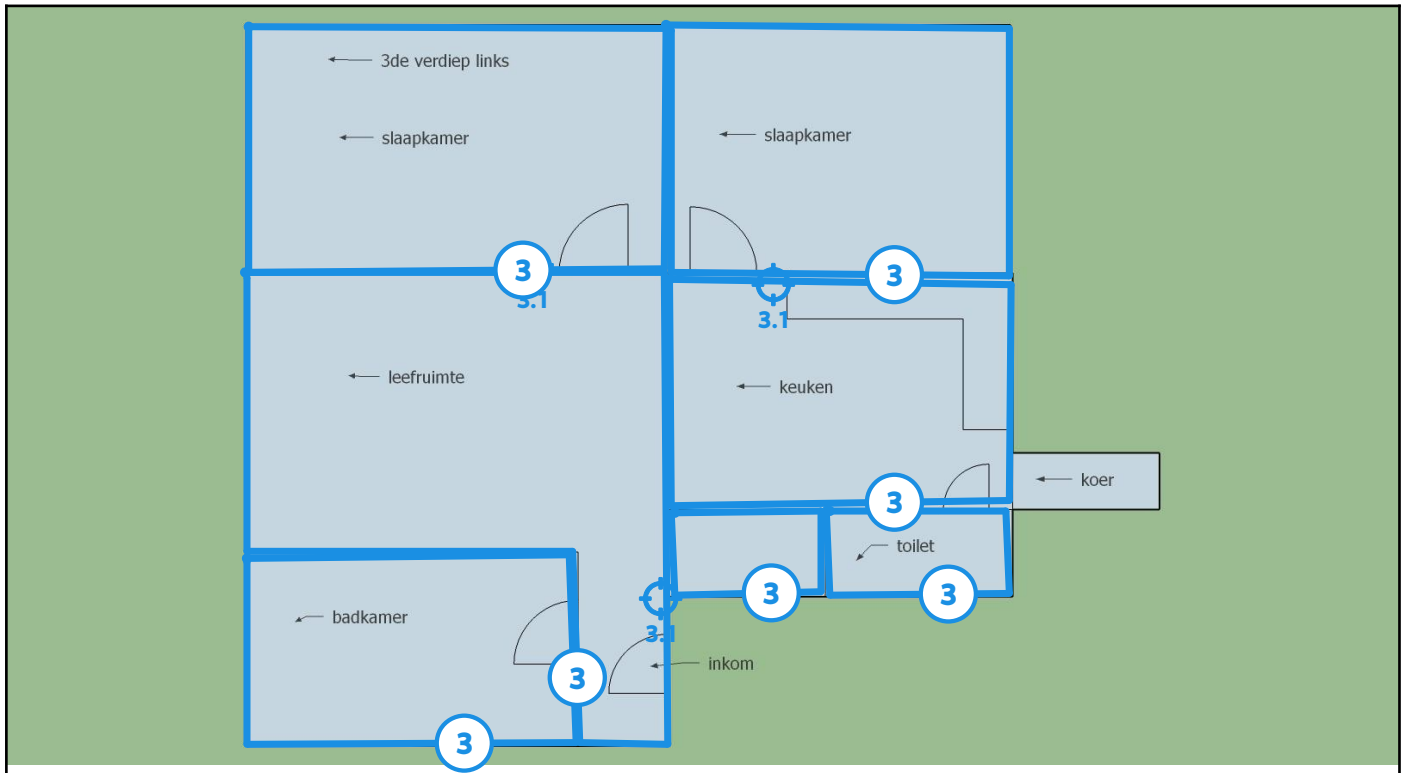 3de verdiep links
slaapkamer
slaapkamer
3
3.1
3
3.1
leefruimte
keuken
koer
3
toilet
3
3
badkamer
3.1
inkom
3
3